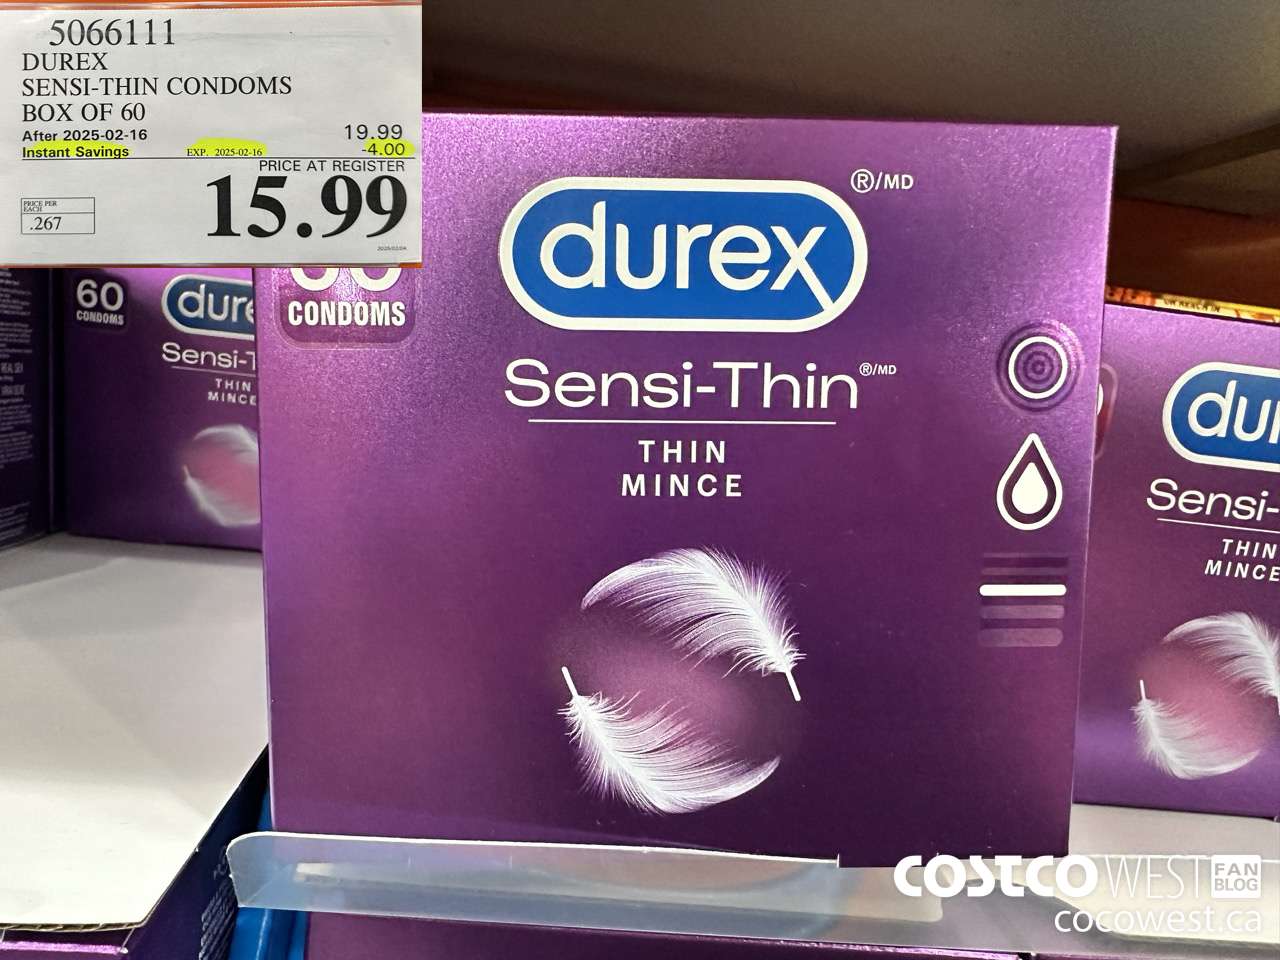 5066111
DUREX
SENSI-THIN CONDOMS
BOX OF 60
After 2025-02-16 19.99
Instant Savings EXP. 2025-02-16 -4.00
PRICE AT REGISTER
15.99
PRICE PER
EACH
.267
60
CONDOMS
dure
Sensi-T
THIN
MINCE
CONDOMS
durex ®/MD
Sensi-Thin ®/MD
THIN
MINCE
du
Sensi-
THIN
MINCE
COSTCO WEST FAN
BLOG
cocowest.ca